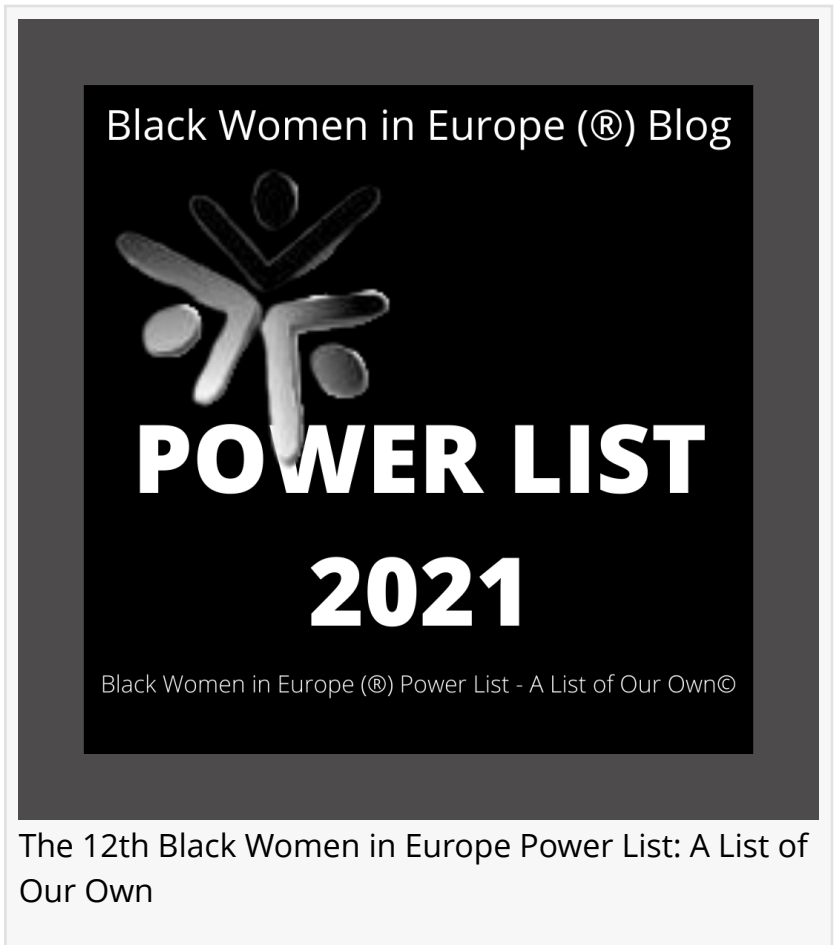 Black Women in Europe (®) Blog
POWER LIST
2021
Black Women in Europe (®) Power List - A List of Our Own©
The 12th Black Women in Europe Power List: A List of
Our Own